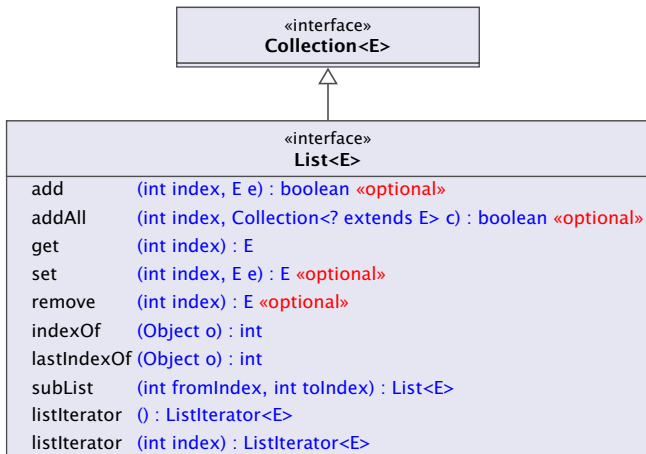 «interface»
Collection<E>
«interface»
List<E>
add (int index, E e) : boolean «optional»
addAll (int index, Collection<? extends E> c) : boolean «optional»
get (int index) : E
set (int index, E e) : E «optional»
remove (int index) : E «optional»
indexOf (Object o) : int
lastIndexOf (Object o) : int
subList (int fromIndex, int toIndex) : List<E>
listIterator () : ListIterator<E>
listIterator (int index) : ListIterator<E>